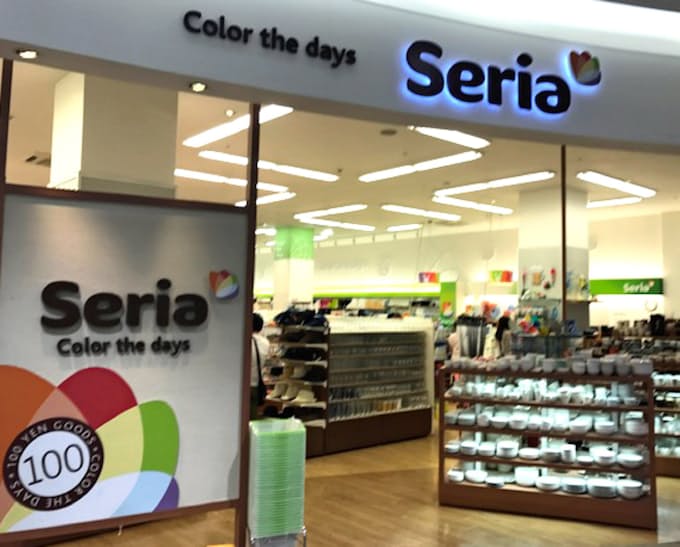 Color the days
Seria
Seria
Seria
Color the days
100 YEN GOODS • COLOR THE DAYS •
100